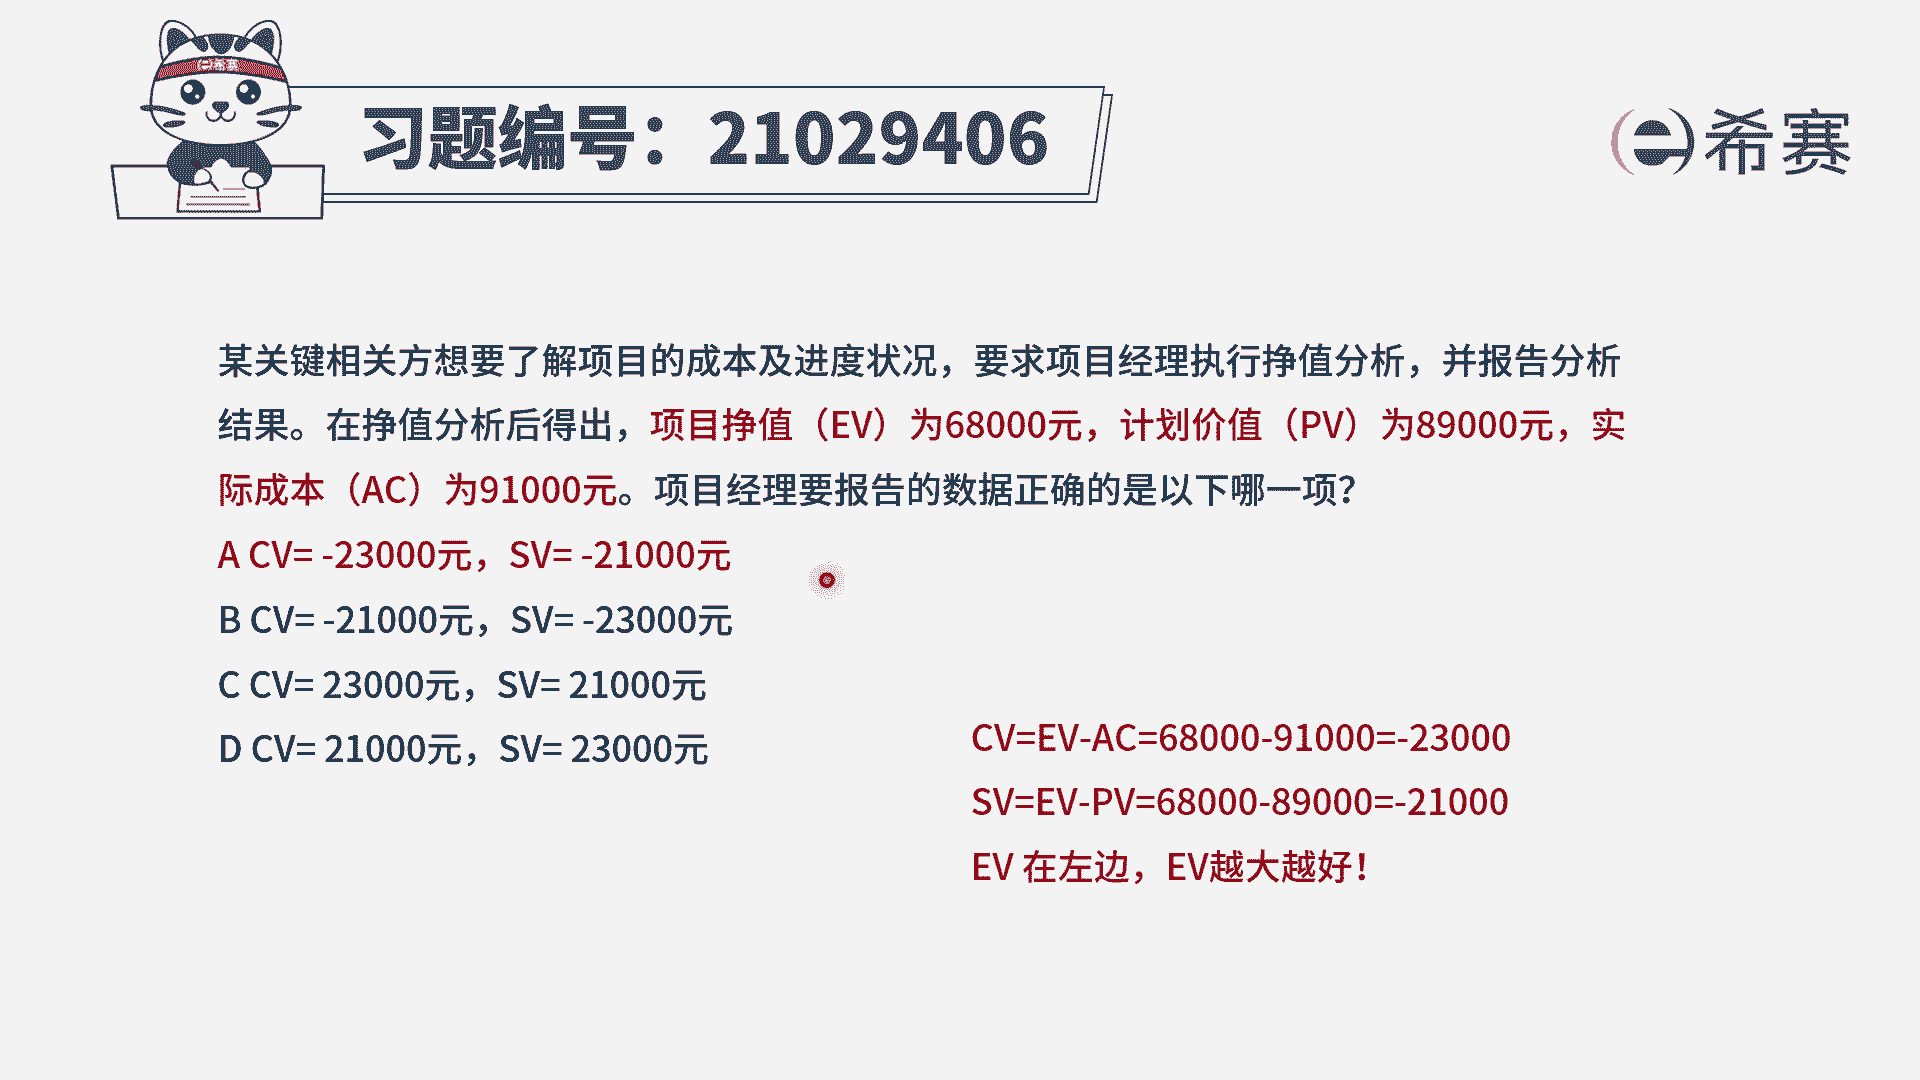 希赛
习题编号：21029406
希赛
某关键相关方想要了解项目的成本及进度状况，要求项目经理执行挣值分析，并报告分析
结果。在挣值分析后得出，项目挣值（EV）为68000元，计划价值（PV）为89000元，实
际成本（AC）为91000元。项目经理要报告的数据正确的是以下哪一项？
A CV= -23000元，SV= -21000元
B CV= -21000元，SV= -23000元
C CV= 23000元，SV= 21000元
D CV= 21000元，SV= 23000元
CV=EV-AC=68000-91000=-23000
SV=EV-PV=68000-89000=-21000
EV 在左边，EV越大越好！